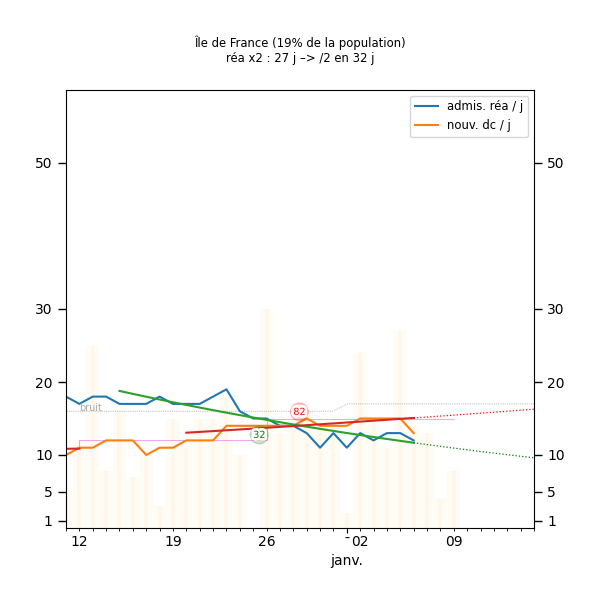 Île de France (19% de la population)
réa x2 : 27 j –> /2 en 32 j
admis. réa / j
nouv. dc / j
50 50
30 30
20 20
bruit
82
32
10 10
5 5
1 1
12 19 26 02 09
janv.